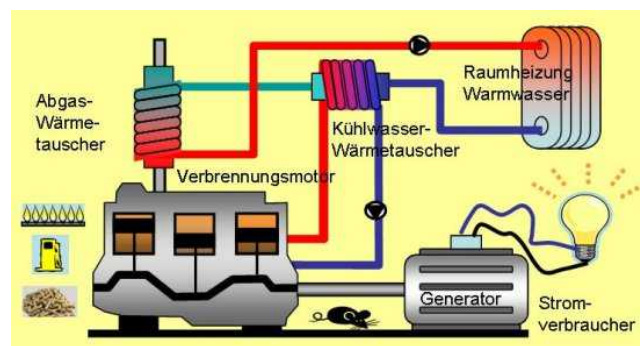 Abgas-
Wärme-
tauscher
Raumheizung
Warmwasser
Kühlwasser-
Wärmetauscher
Verbrennungsmotor
Generator
Strom-
verbraucher